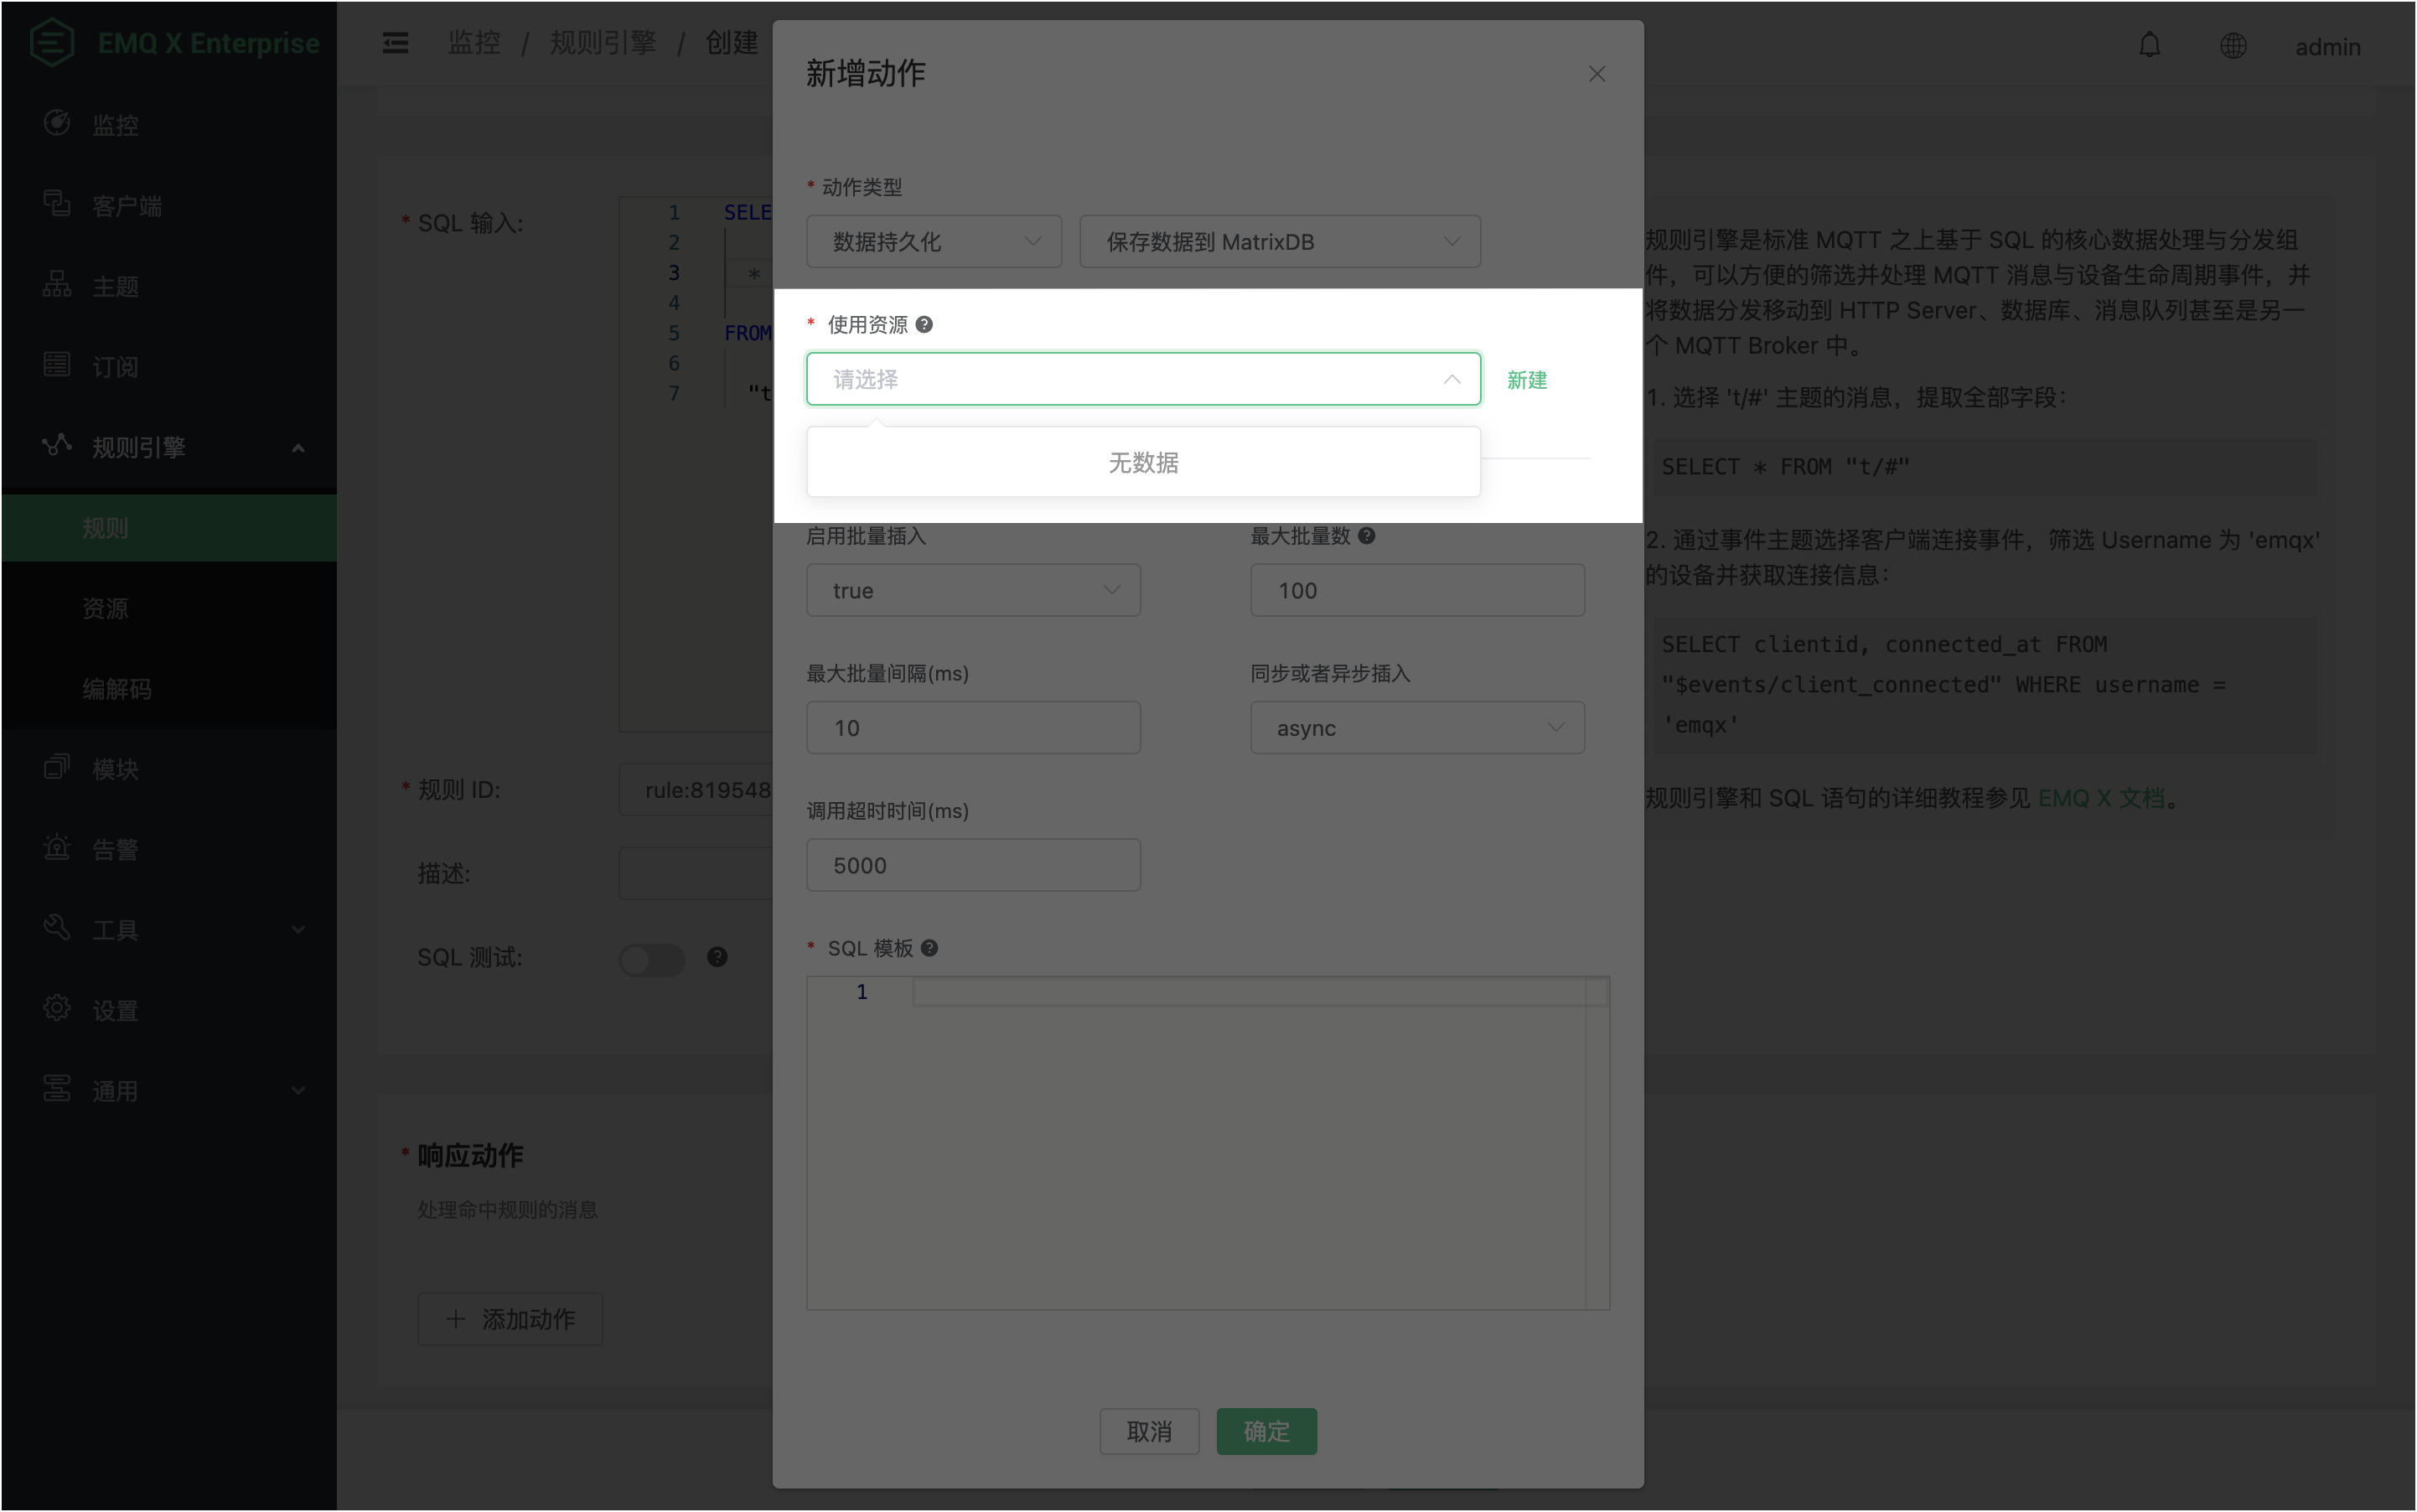 EMQ X Enterprise
监控 / 规则引擎 / 创建
admin
监控
客户端
主题
订阅
规则引擎
规则
资源
编解码
模块
告警
工具
设置
通用
* SQL 输入:
1 SELE
2
3 *
4
5 FROM
6
7 "t
* 规则 ID:
rule:819548
描述:
SQL 测试:
* 响应动作
处理命中规则的消息
添加动作
新增动作
* 动作类型
数据持久化
保存数据到 MatrixDB
* 使用资源
请选择
新建
无数据
启用批量插入
最大批量数
true
100
最大批量间隔(ms)
同步或者异步插入
10
async
调用超时时间(ms)
5000
* SQL 模板
1
取消
确定
规则引擎是标准 MQTT 之上基于 SQL 的核心数据处理与分发组
件，可以方便的筛选并处理 MQTT 消息与设备生命周期事件，并
将数据分发移动到 HTTP Server、数据库、消息队列甚至是另一
个 MQTT Broker 中。
1. 选择 't/#' 主题的消息，提取全部字段：
SELECT * FROM "t/#"
2. 通过事件主题选择客户端连接事件，筛选 Username 为 'emqx'
的设备并获取连接信息：
SELECT clientid, connected_at FROM
"$events/client_connected" WHERE username =
'emqx'
规则引擎和 SQL 语句的详细教程参见 EMQ X 文档。